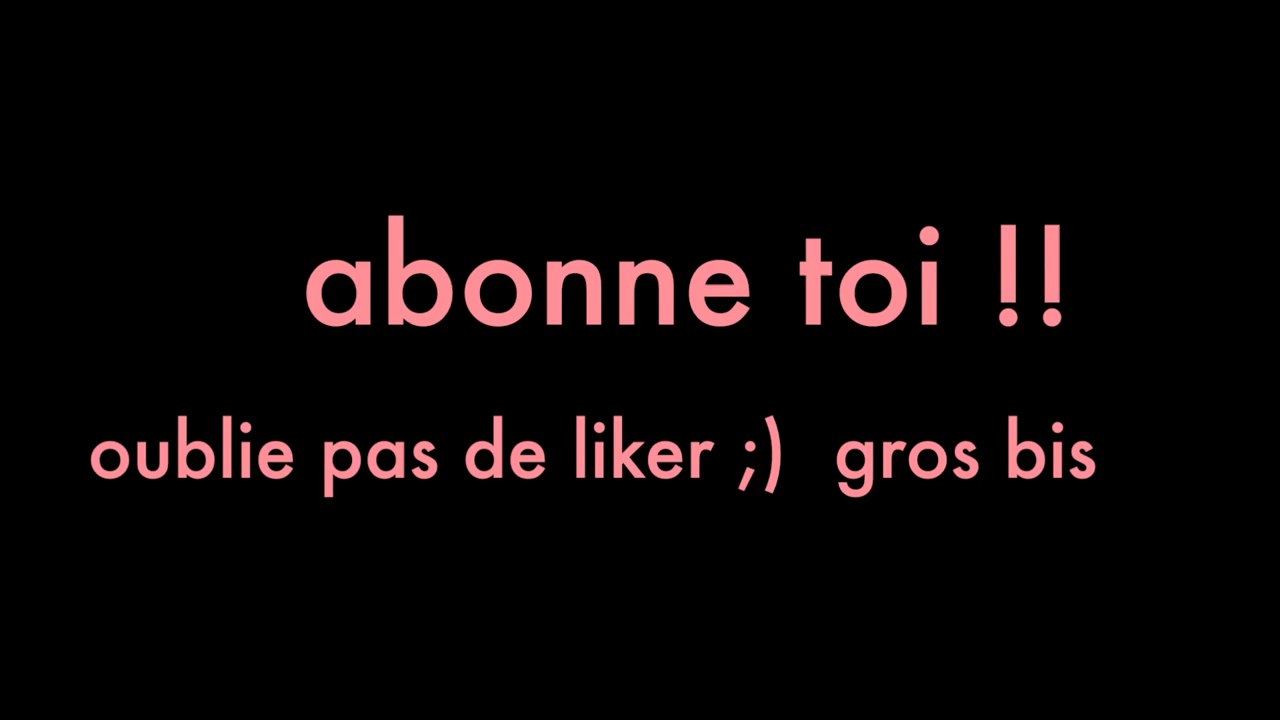 abonne toi !!
oublie pas de liker ;) gros bis